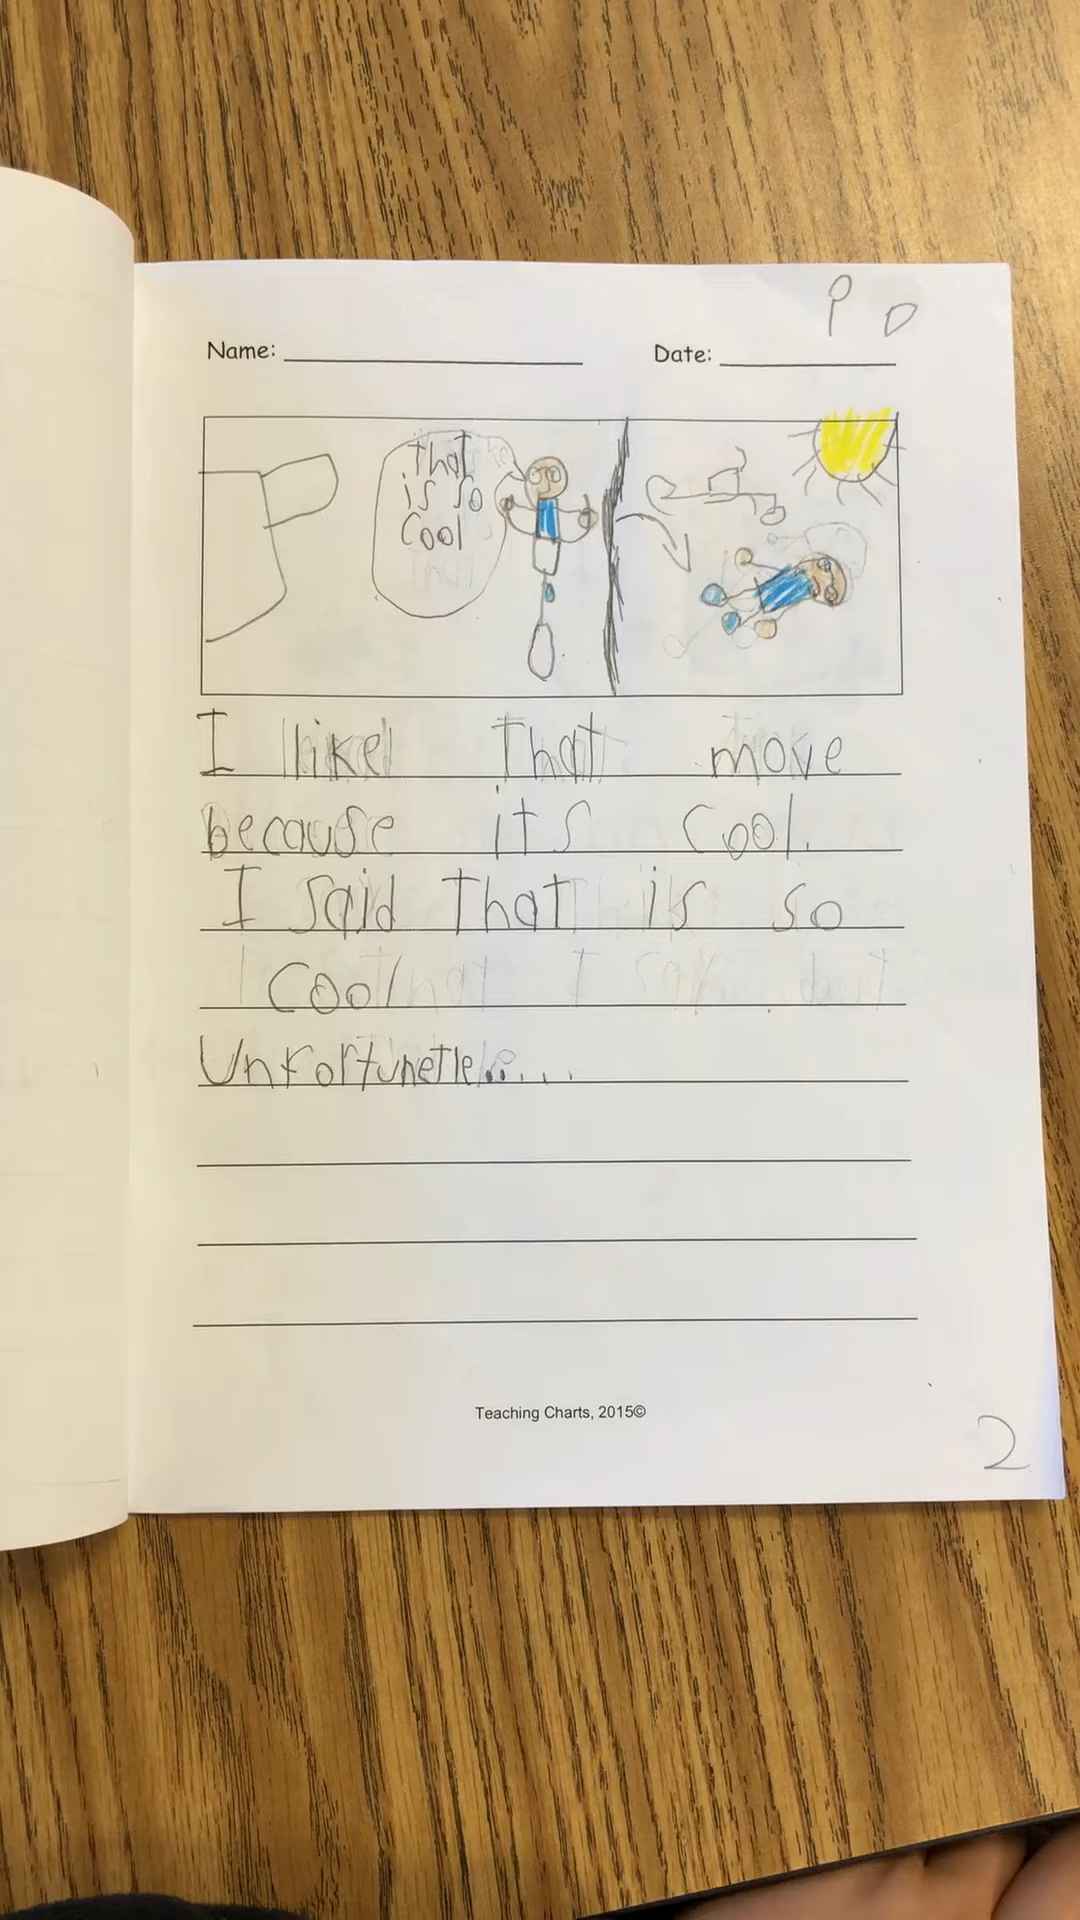 P D
Name: Date:
that
is so
Cool
I like that move
because its cool.
I said that is so
cool
Unfortunetle.....
Teaching Charts, 2015©
2